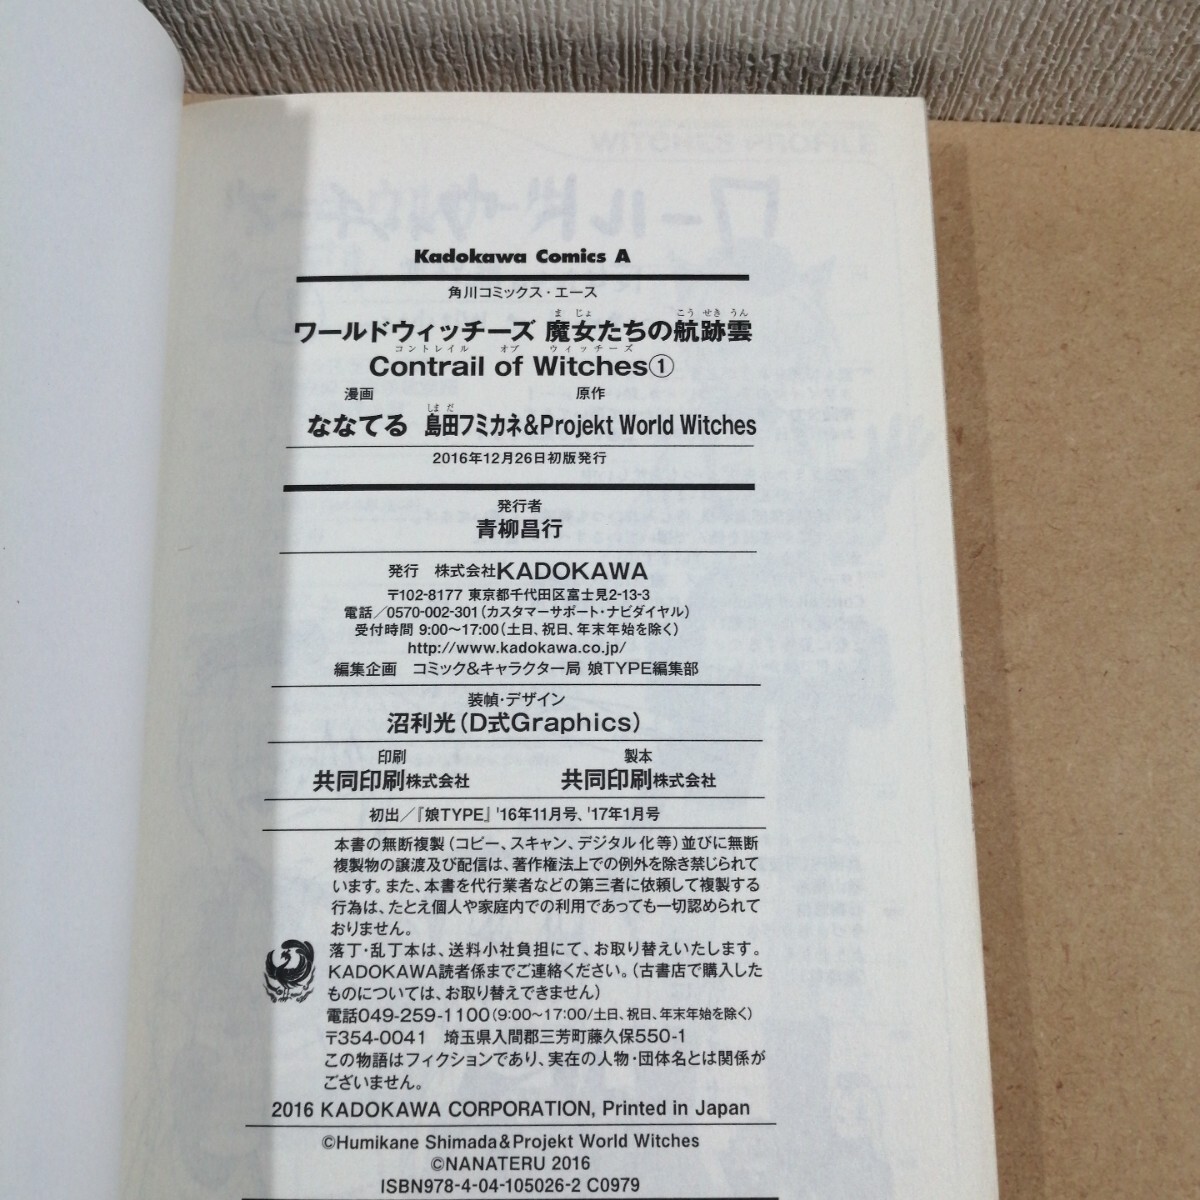 Kadokawa Comics A
角川コミックス・エース
ま じょ こう せき うん
ワールドウィッチーズ 魔女たちの航跡雲
コントレイル オブ ウィッチーズ
Contrail of Witches①
漫画 原作
しま だ
ななてる 島田フミカネ&Projekt World Witches
2016年12月26日初版発行
発行者
青柳昌行
発行 株式会社KADOKAWA
〒102-8177 東京都千代田区富士見2-13-3
電話／0570-002-301(カスタマーサポート・ナビダイヤル)
受付時間 9:00〜17:00(土日、祝日、年末年始を除く)
http://www.kadokawa.co.jp/
編集企画 コミック&キャラクター局 娘TYPE編集部
装幀・デザイン
沼利光(D式Graphics)
印刷 製本
共同印刷株式会社 共同印刷株式会社
初出／『娘TYPE』'16年11月号、'17年1月号
本書の無断複製(コピー、スキャン、デジタル化等)並びに無断
複製物の譲渡及び配信は、著作権法上での例外を除き禁じられて
います。また、本書を代行業者などの第三者に依頼して複製する
行為は、たとえ個人や家庭内での利用であっても一切認められて
おりません。
落丁・乱丁本は、送料小社負担にて、お取り替えいたします。
KADOKAWA読者係までご連絡ください。(古書店で購入した
ものについては、お取り替えできません)
電話049-259-1100(9:00〜17:00/土日、祝日、年末年始を除く)
〒354-0041 埼玉県入間郡三芳町藤久保550-1
この物語はフィクションであり、実在の人物・団体名とは関係が
ございません。
2016 KADOKAWA CORPORATION, Printed in Japan
©Humikane Shimada&Projekt World Witches
©NANATERU 2016
ISBN978-4-04-105026-2 C0979